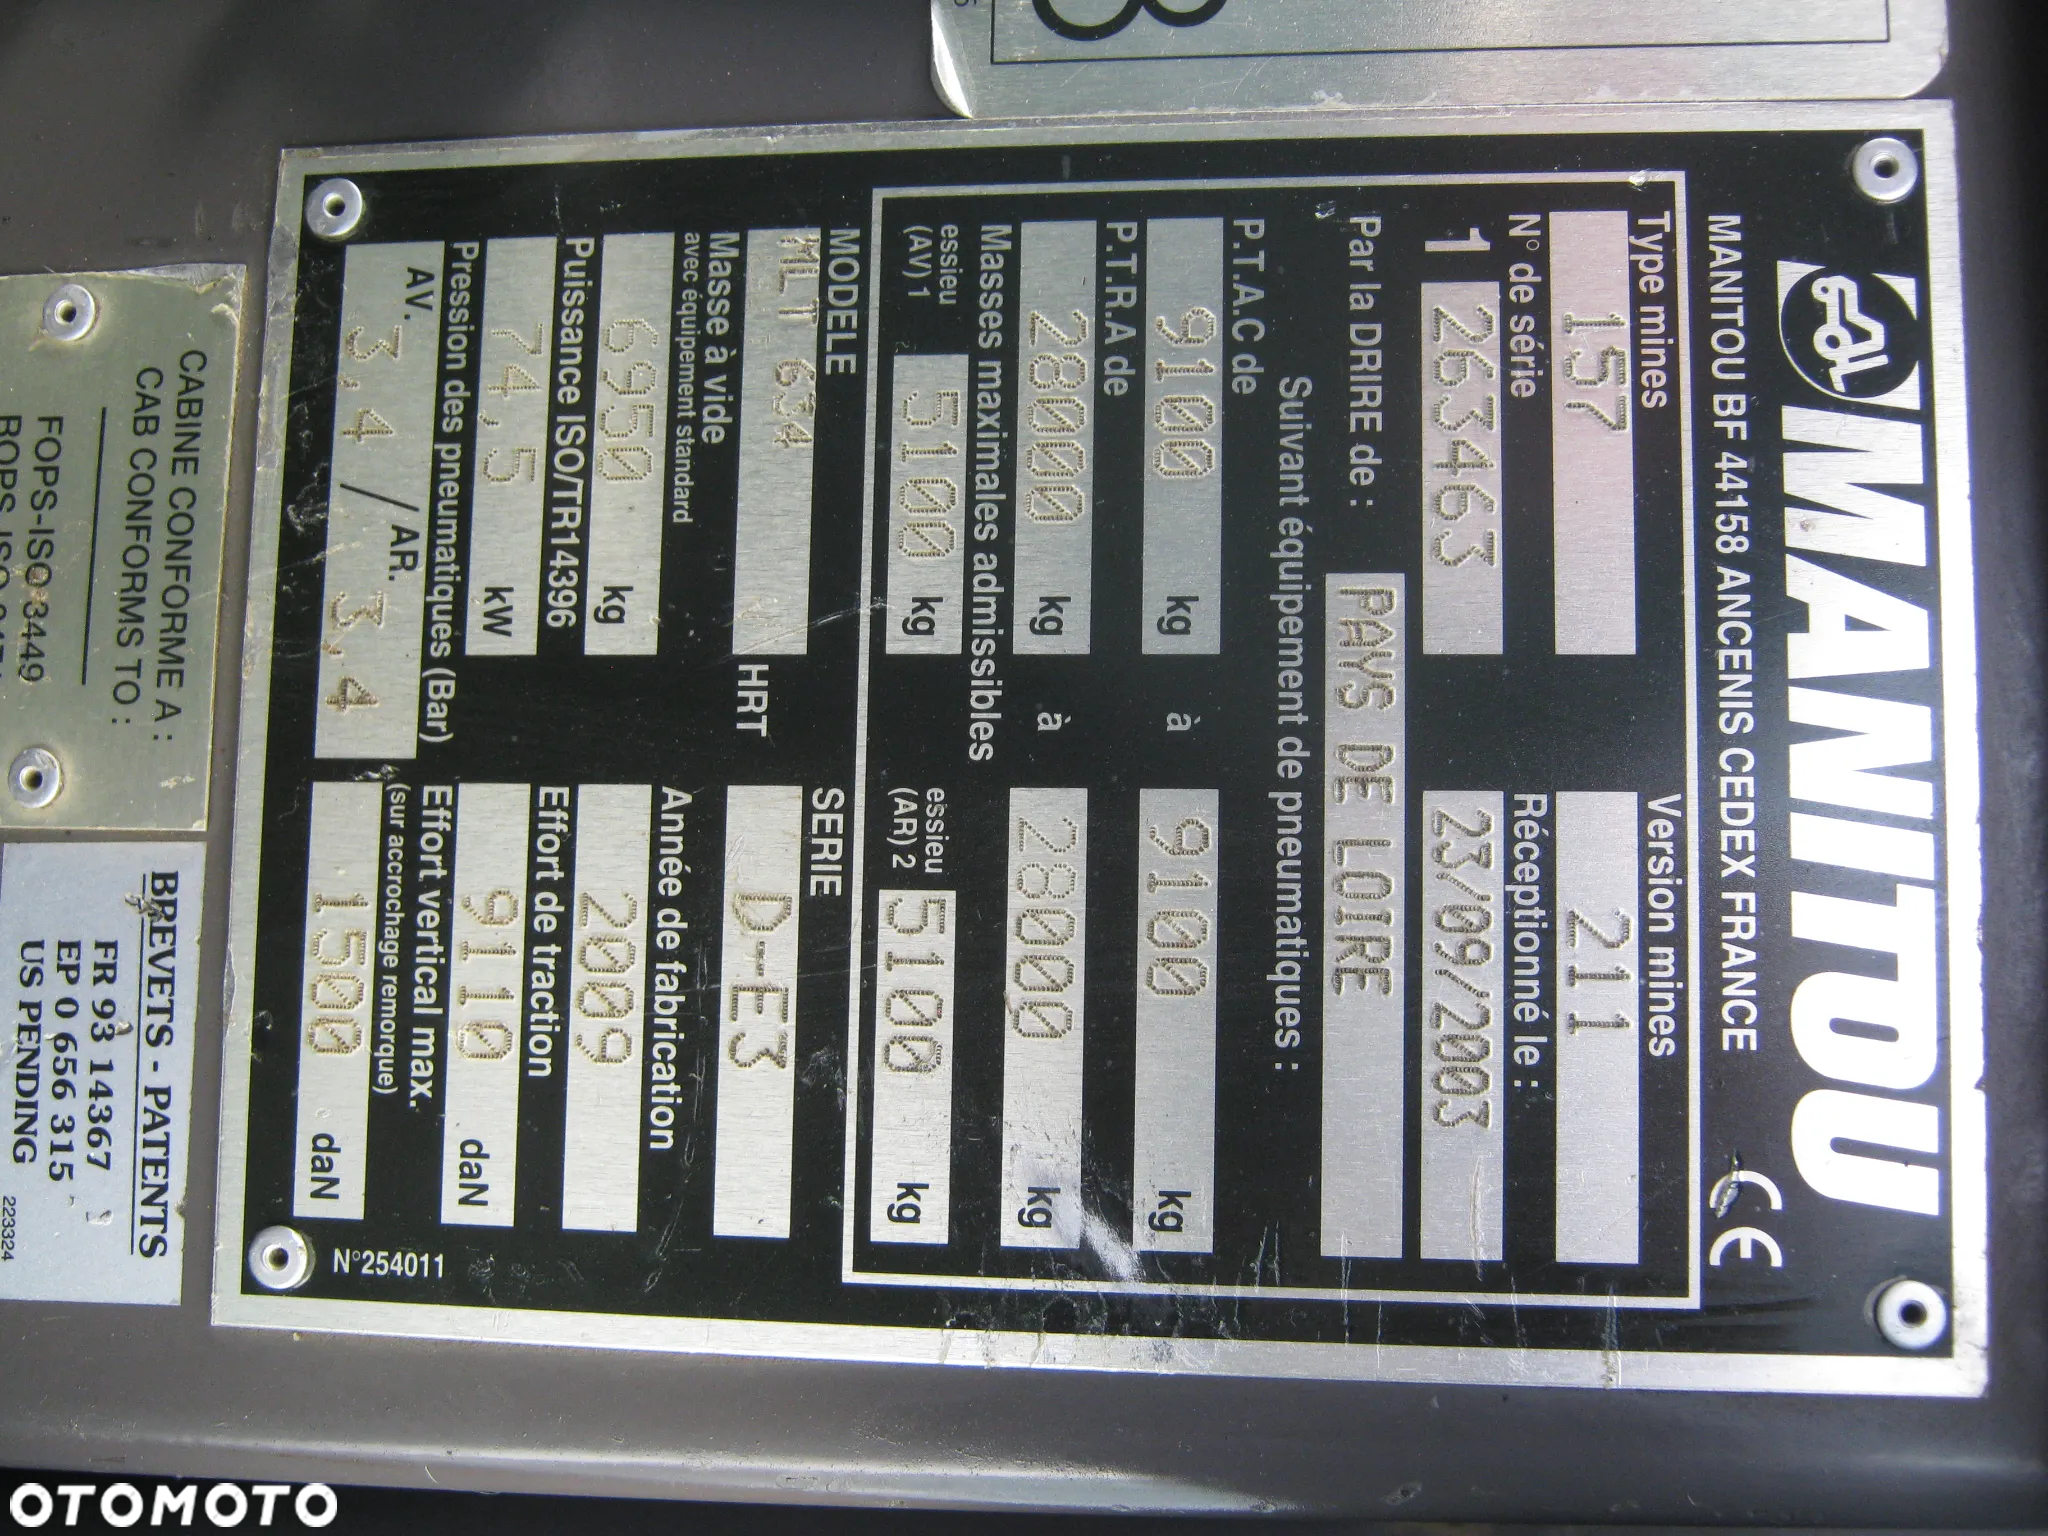 MANITOU
MANITOU BF 44158 ANCENIS CEDEX FRANCE CE
Type mines Version mines
157 211
N° de série Réceptionné le :
1 263463 23/09/2003
Par la DRIRE de : PAYS DE LOIRE
Suivant équipement de pneumatiques :
P.T.A.C de
9100 kg à 9100 kg
P.T.R.A de
28000 kg à 28000 kg
Masses maximales admissibles
essieu (AV) 1 5100 kg essieu (AR) 2 5100 kg
MODELE SERIE
MLT 634 HRT D-E3
Masse à vide
avec équipement standard Année de fabrication
6950 kg 2009
Puissance ISO/TR14396 Effort de traction
74,5 kW 9110 daN
Pression des pneumatiques (Bar) Effort vertical max.
(sur accrochage remorque)
AV. 3,4 / AR. 3,4 1500 daN
N°254011
CABINE CONFORME A :
CAB CONFORMS TO :
FOPS-ISO 3449
BREVETS - PATENTS
FR 93 14367
EP 0 656 315
US PENDING
223324
OTOMOTO